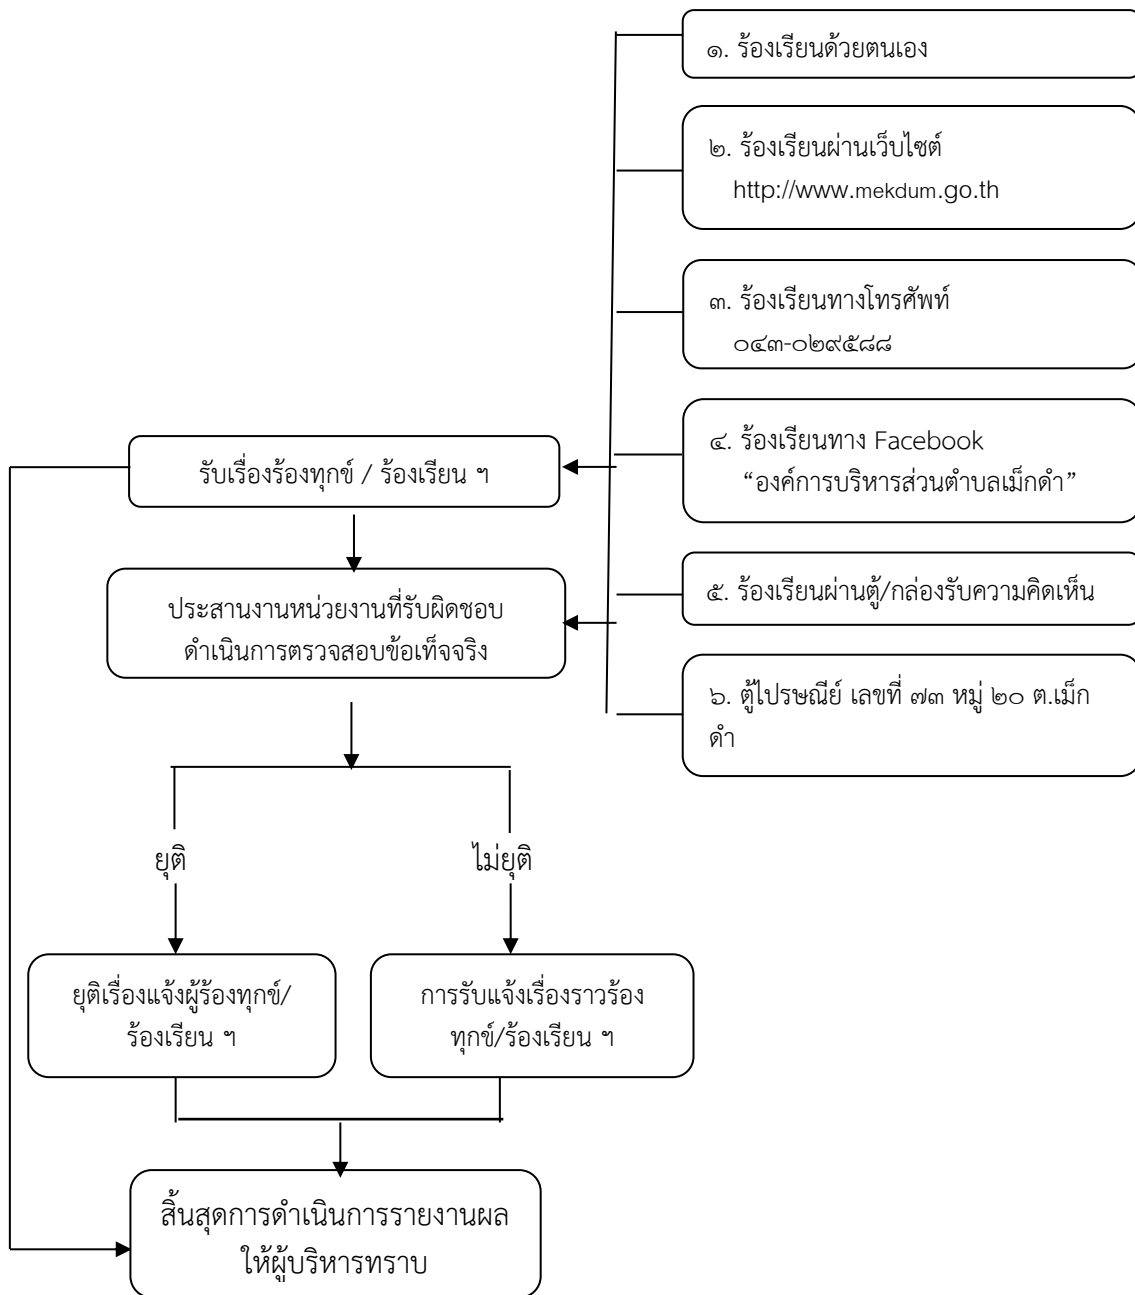 ๑. ร้องเรียนด้วยตนเอง
๒. ร้องเรียนผ่านเว็บไซต์
http://www.mekdum.go.th
๓. ร้องเรียนทางโทรศัพท์
๐๔๓-๐๒๙๕๘๘
๔. ร้องเรียนทาง Facebook
“องค์การบริหารส่วนตำบลเม็กดำ”
๕. ร้องเรียนผ่านตู้/กล่องรับความคิดเห็น
๖. ตู้ไปรษณีย์ เลขที่ ๗๓ หมู่ ๒๐ ต.เม็ก
ดำ
รับเรื่องร้องทุกข์ / ร้องเรียน ฯ
ประสานงานหน่วยงานที่รับผิดชอบ
ดำเนินการตรวจสอบข้อเท็จจริง
ยุติ
ไม่ยุติ
ยุติเรื่องแจ้งผู้ร้องทุกข์/
ร้องเรียน ฯ
การรับแจ้งเรื่องราวร้อง
ทุกข์/ร้องเรียน ฯ
สิ้นสุดการดำเนินการรายงานผล
ให้ผู้บริหารทราบ